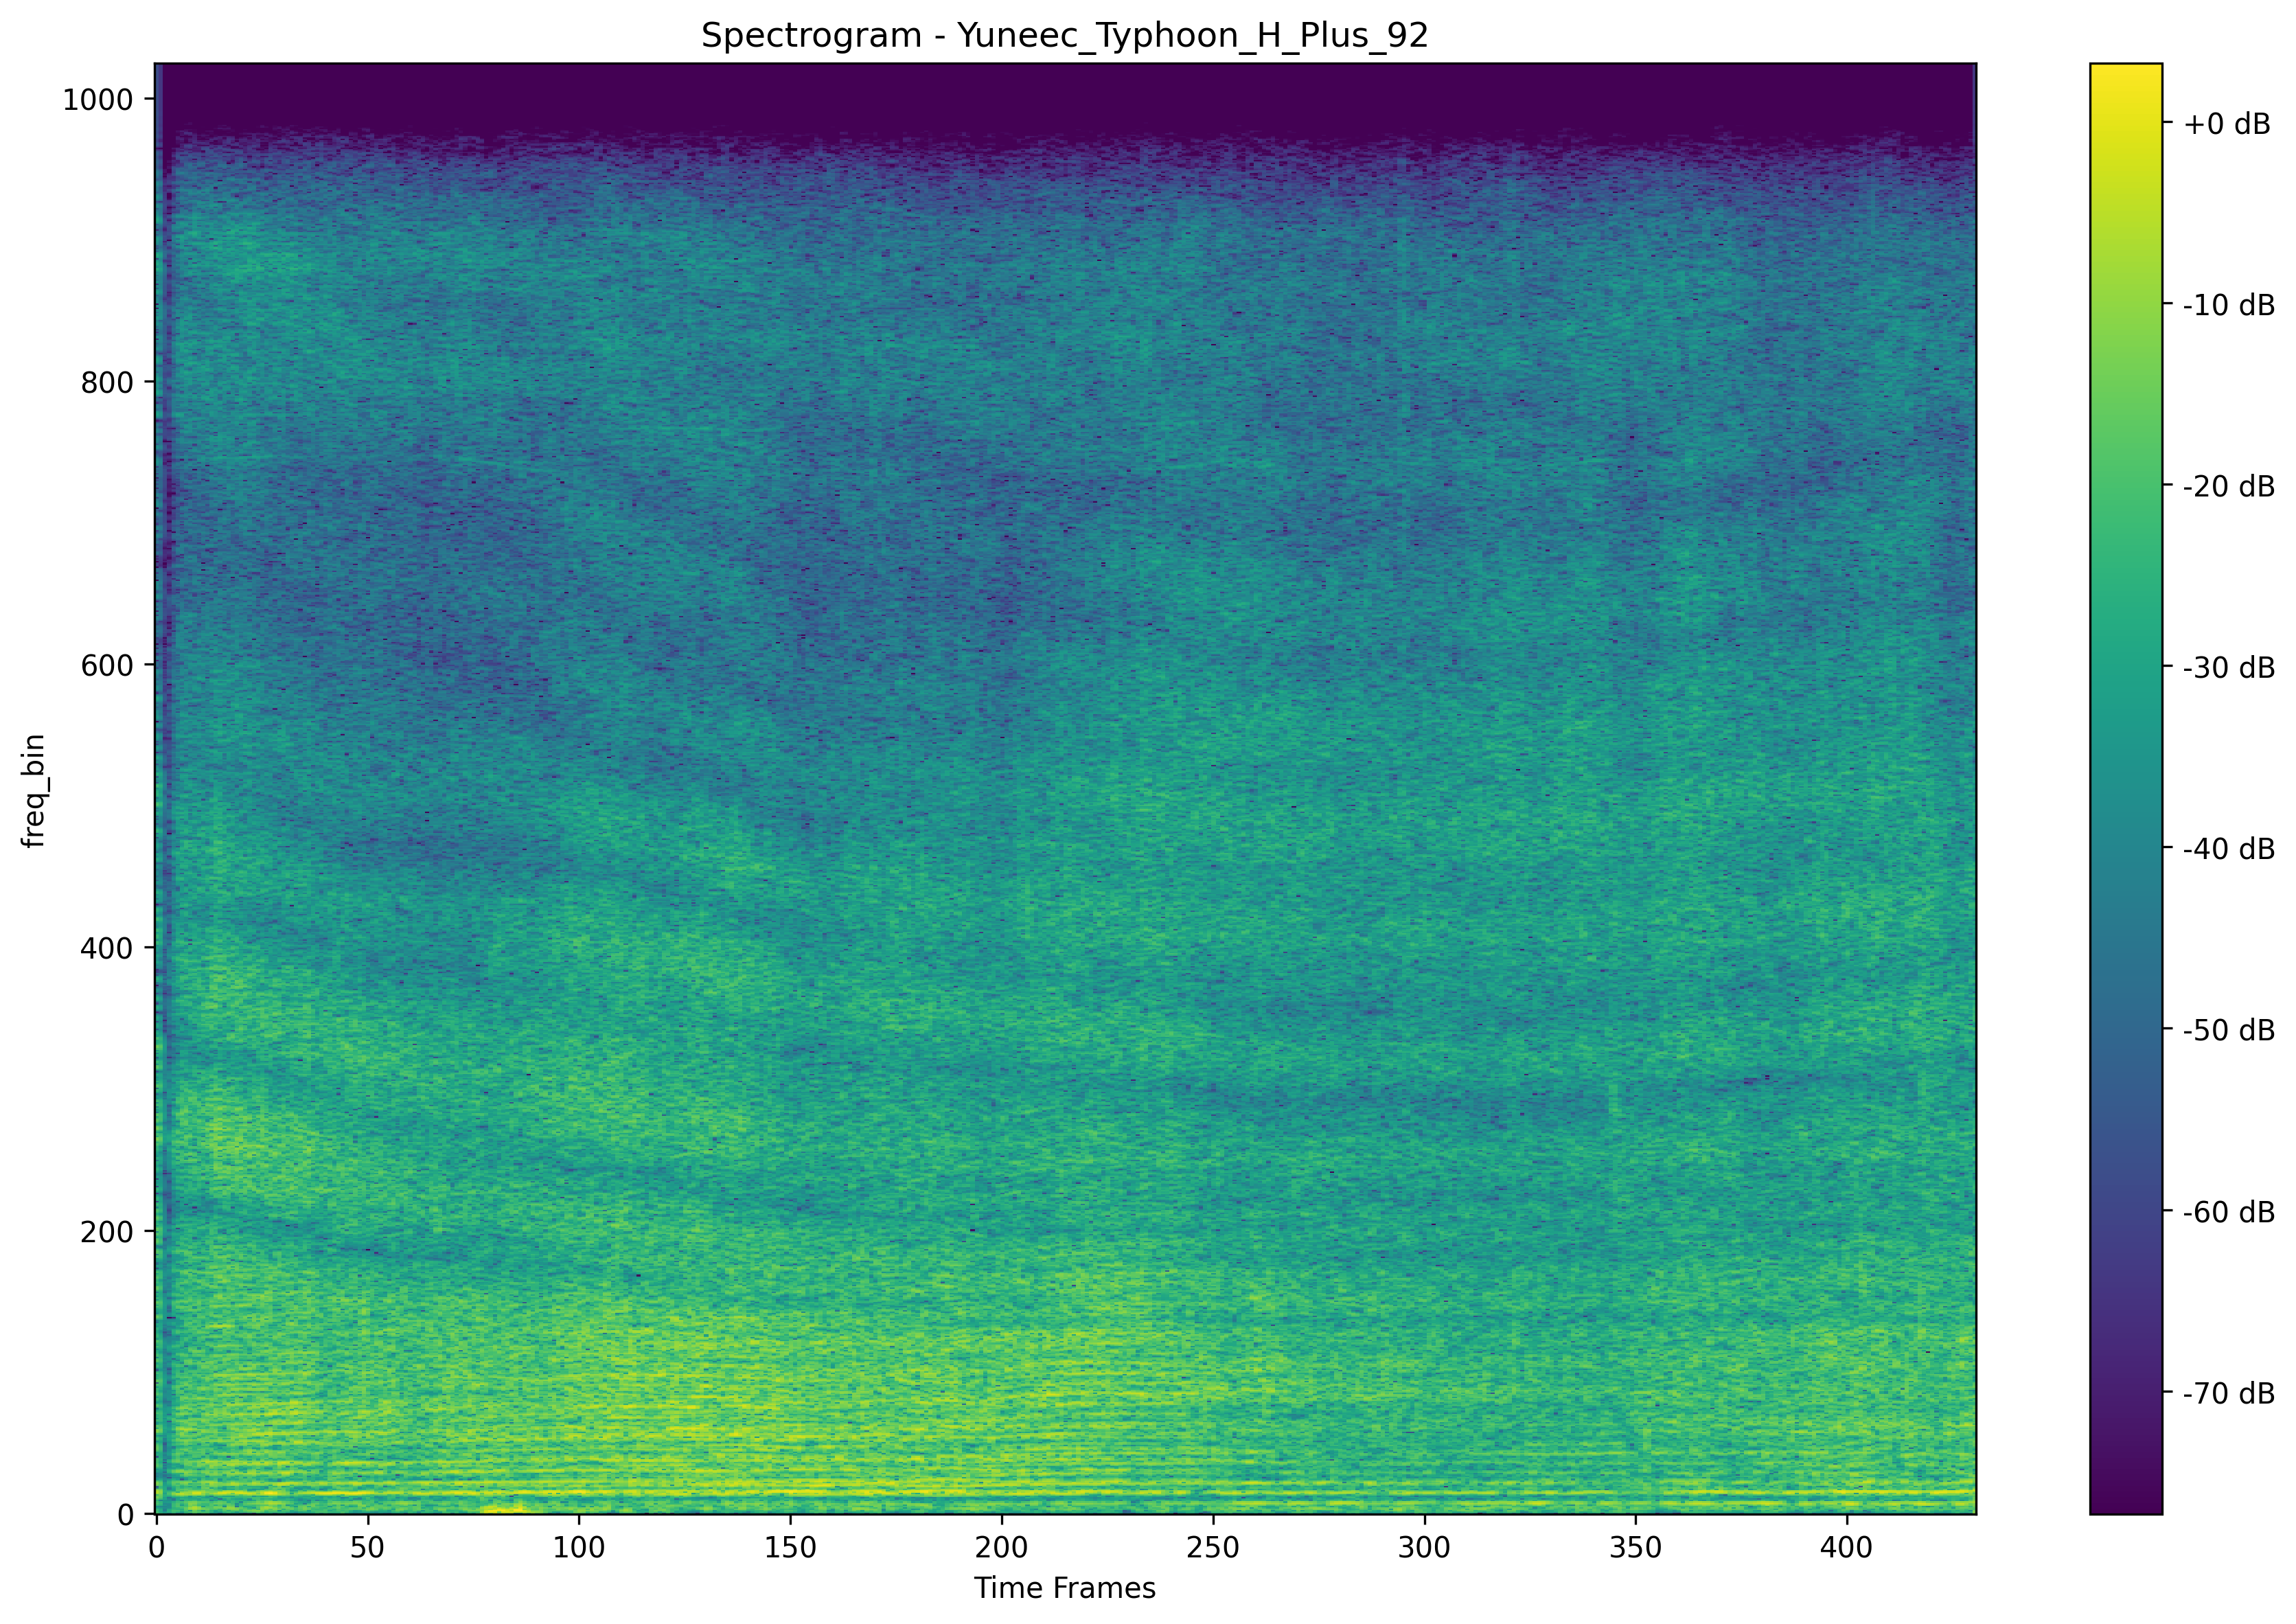 Spectrogram - Yuneec_Typhoon_H_Plus_92
freq_bin
1000
800
600
400
200
0
0 50 100 150 200 250 300 350 400
Time Frames
+0 dB
-10 dB
-20 dB
-30 dB
-40 dB
-50 dB
-60 dB
-70 dB